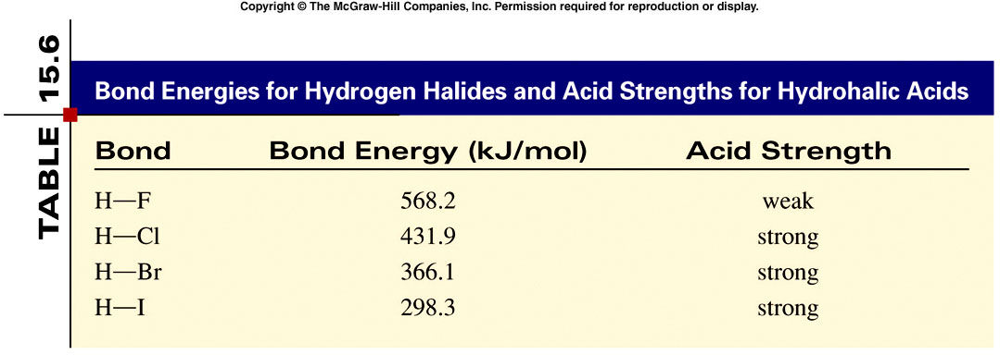 Copyright © The McGraw-Hill Companies, Inc. Permission required for reproduction or display.
TABLE 15.6
Bond Energies for Hydrogen Halides and Acid Strengths for Hydrohalic Acids
Bond Bond Energy (kJ/mol) Acid Strength
H—F 568.2 weak
H—Cl 431.9 strong
H—Br 366.1 strong
H—I 298.3 strong